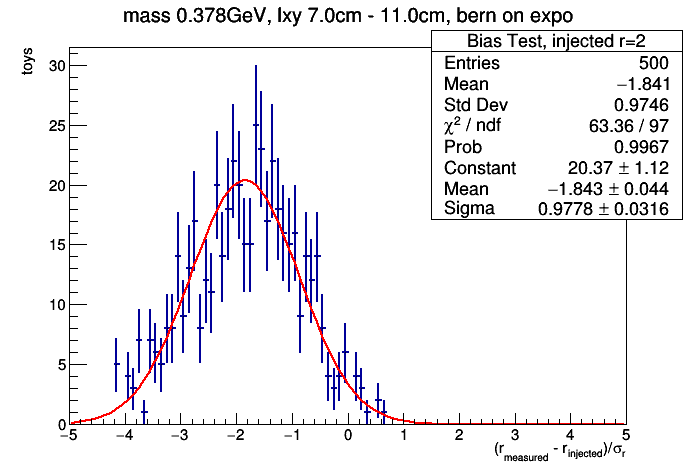 mass 0.378GeV, lxy 7.0cm - 11.0cm, bern on expo
Bias Test, injected r=2
Entries 500
Mean −1.841
Std Dev 0.9746
χ² / ndf 63.36 / 97
Prob 0.9967
Constant 20.37 ± 1.12
Mean −1.843 ± 0.044
Sigma 0.9778 ± 0.0316
toys
30
25
20
15
10
5
0
−5 −4 −3 −2 −1 0 1 2 3 4 5
(r_measured - r_injected)/σ_r